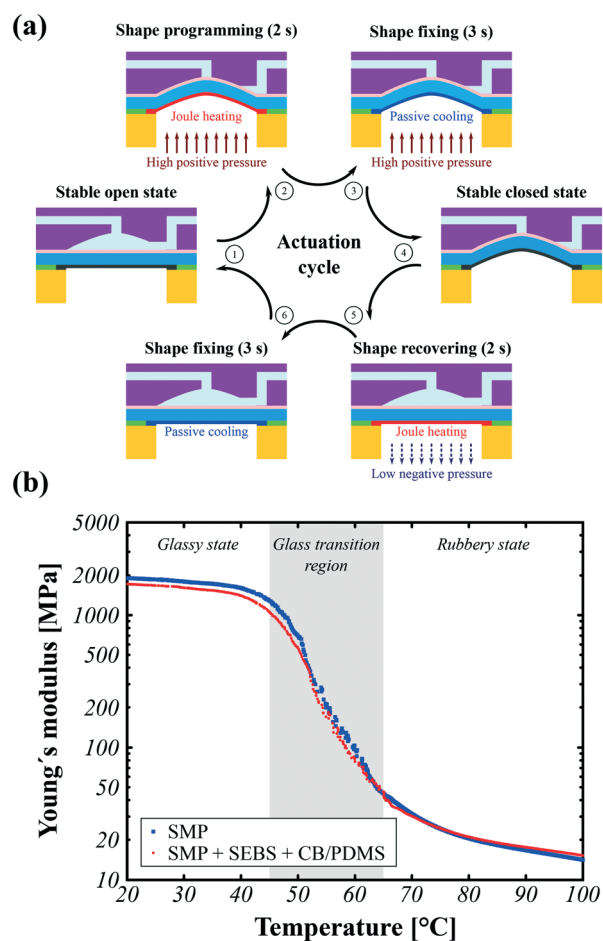 (a)
Shape programming (2 s)
Shape fixing (3 s)
Joule heating
Passive cooling
High positive pressure
High positive pressure
Stable open state
Stable closed state
Actuation
cycle
1
2
3
4
5
6
Shape fixing (3 s)
Shape recovering (2 s)
Passive cooling
Joule heating
Low negative pressure
(b)
Young´s modulus [MPa]
5000
2000
1000
500
200
100
50
20
10
Glassy state
Glass transition
region
Rubbery state
SMP
SMP + SEBS + CB/PDMS
20 30 40 50 60 70 80 90 100
Temperature [°C]